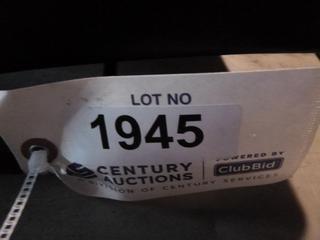 LOT NO
1945
CENTURY AUCTIONS
A DIVISION OF CENTURY SERVICES
POWERED BY
ClubBid